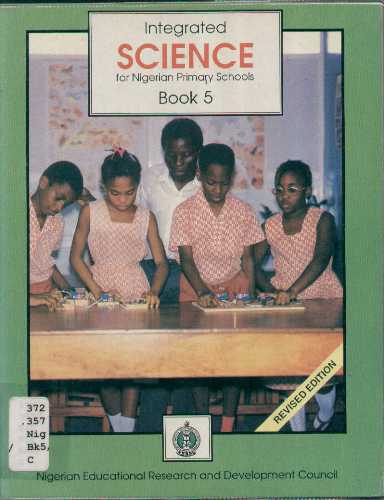 Integrated
SCIENCE
for Nigerian Primary Schools
Book 5
REVISED EDITION
372
.357
Nig
/ Bk5,
C
Nigerian Educational Research and Development Council